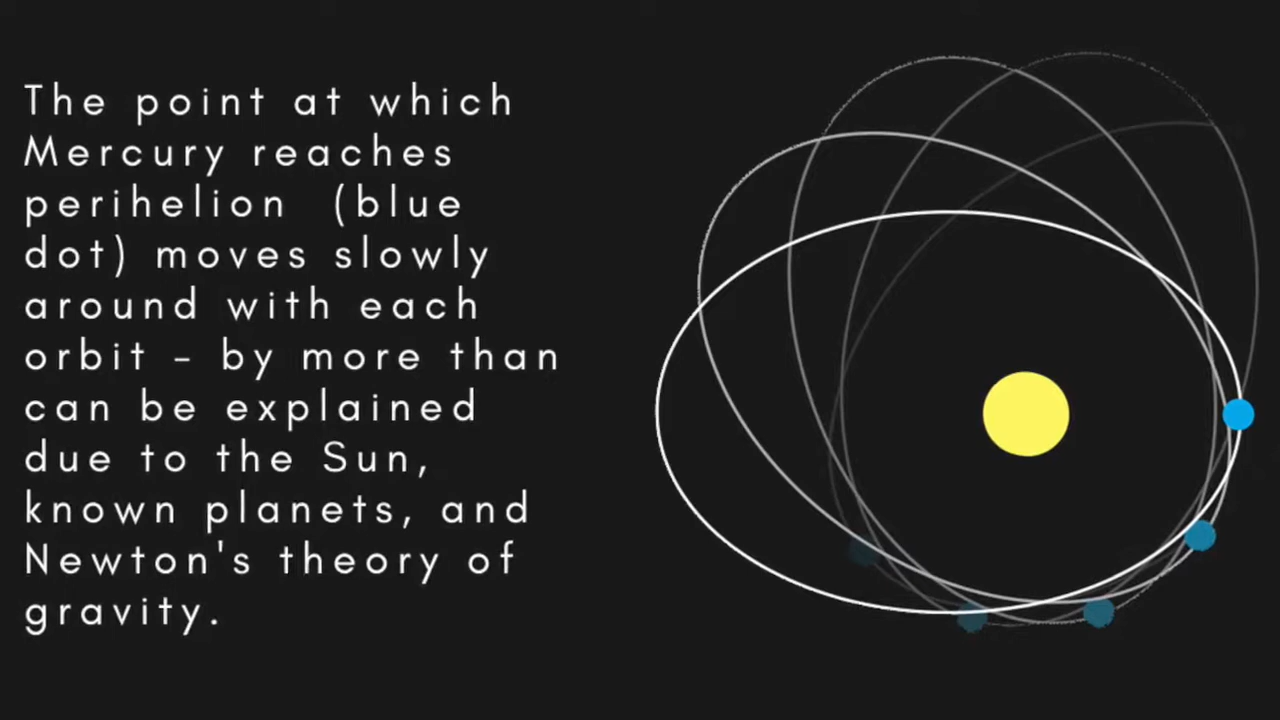 The point at which
Mercury reaches
perihelion (blue
dot) moves slowly
around with each
orbit - by more than
can be explained
due to the Sun,
known planets, and
Newton's theory of
gravity.